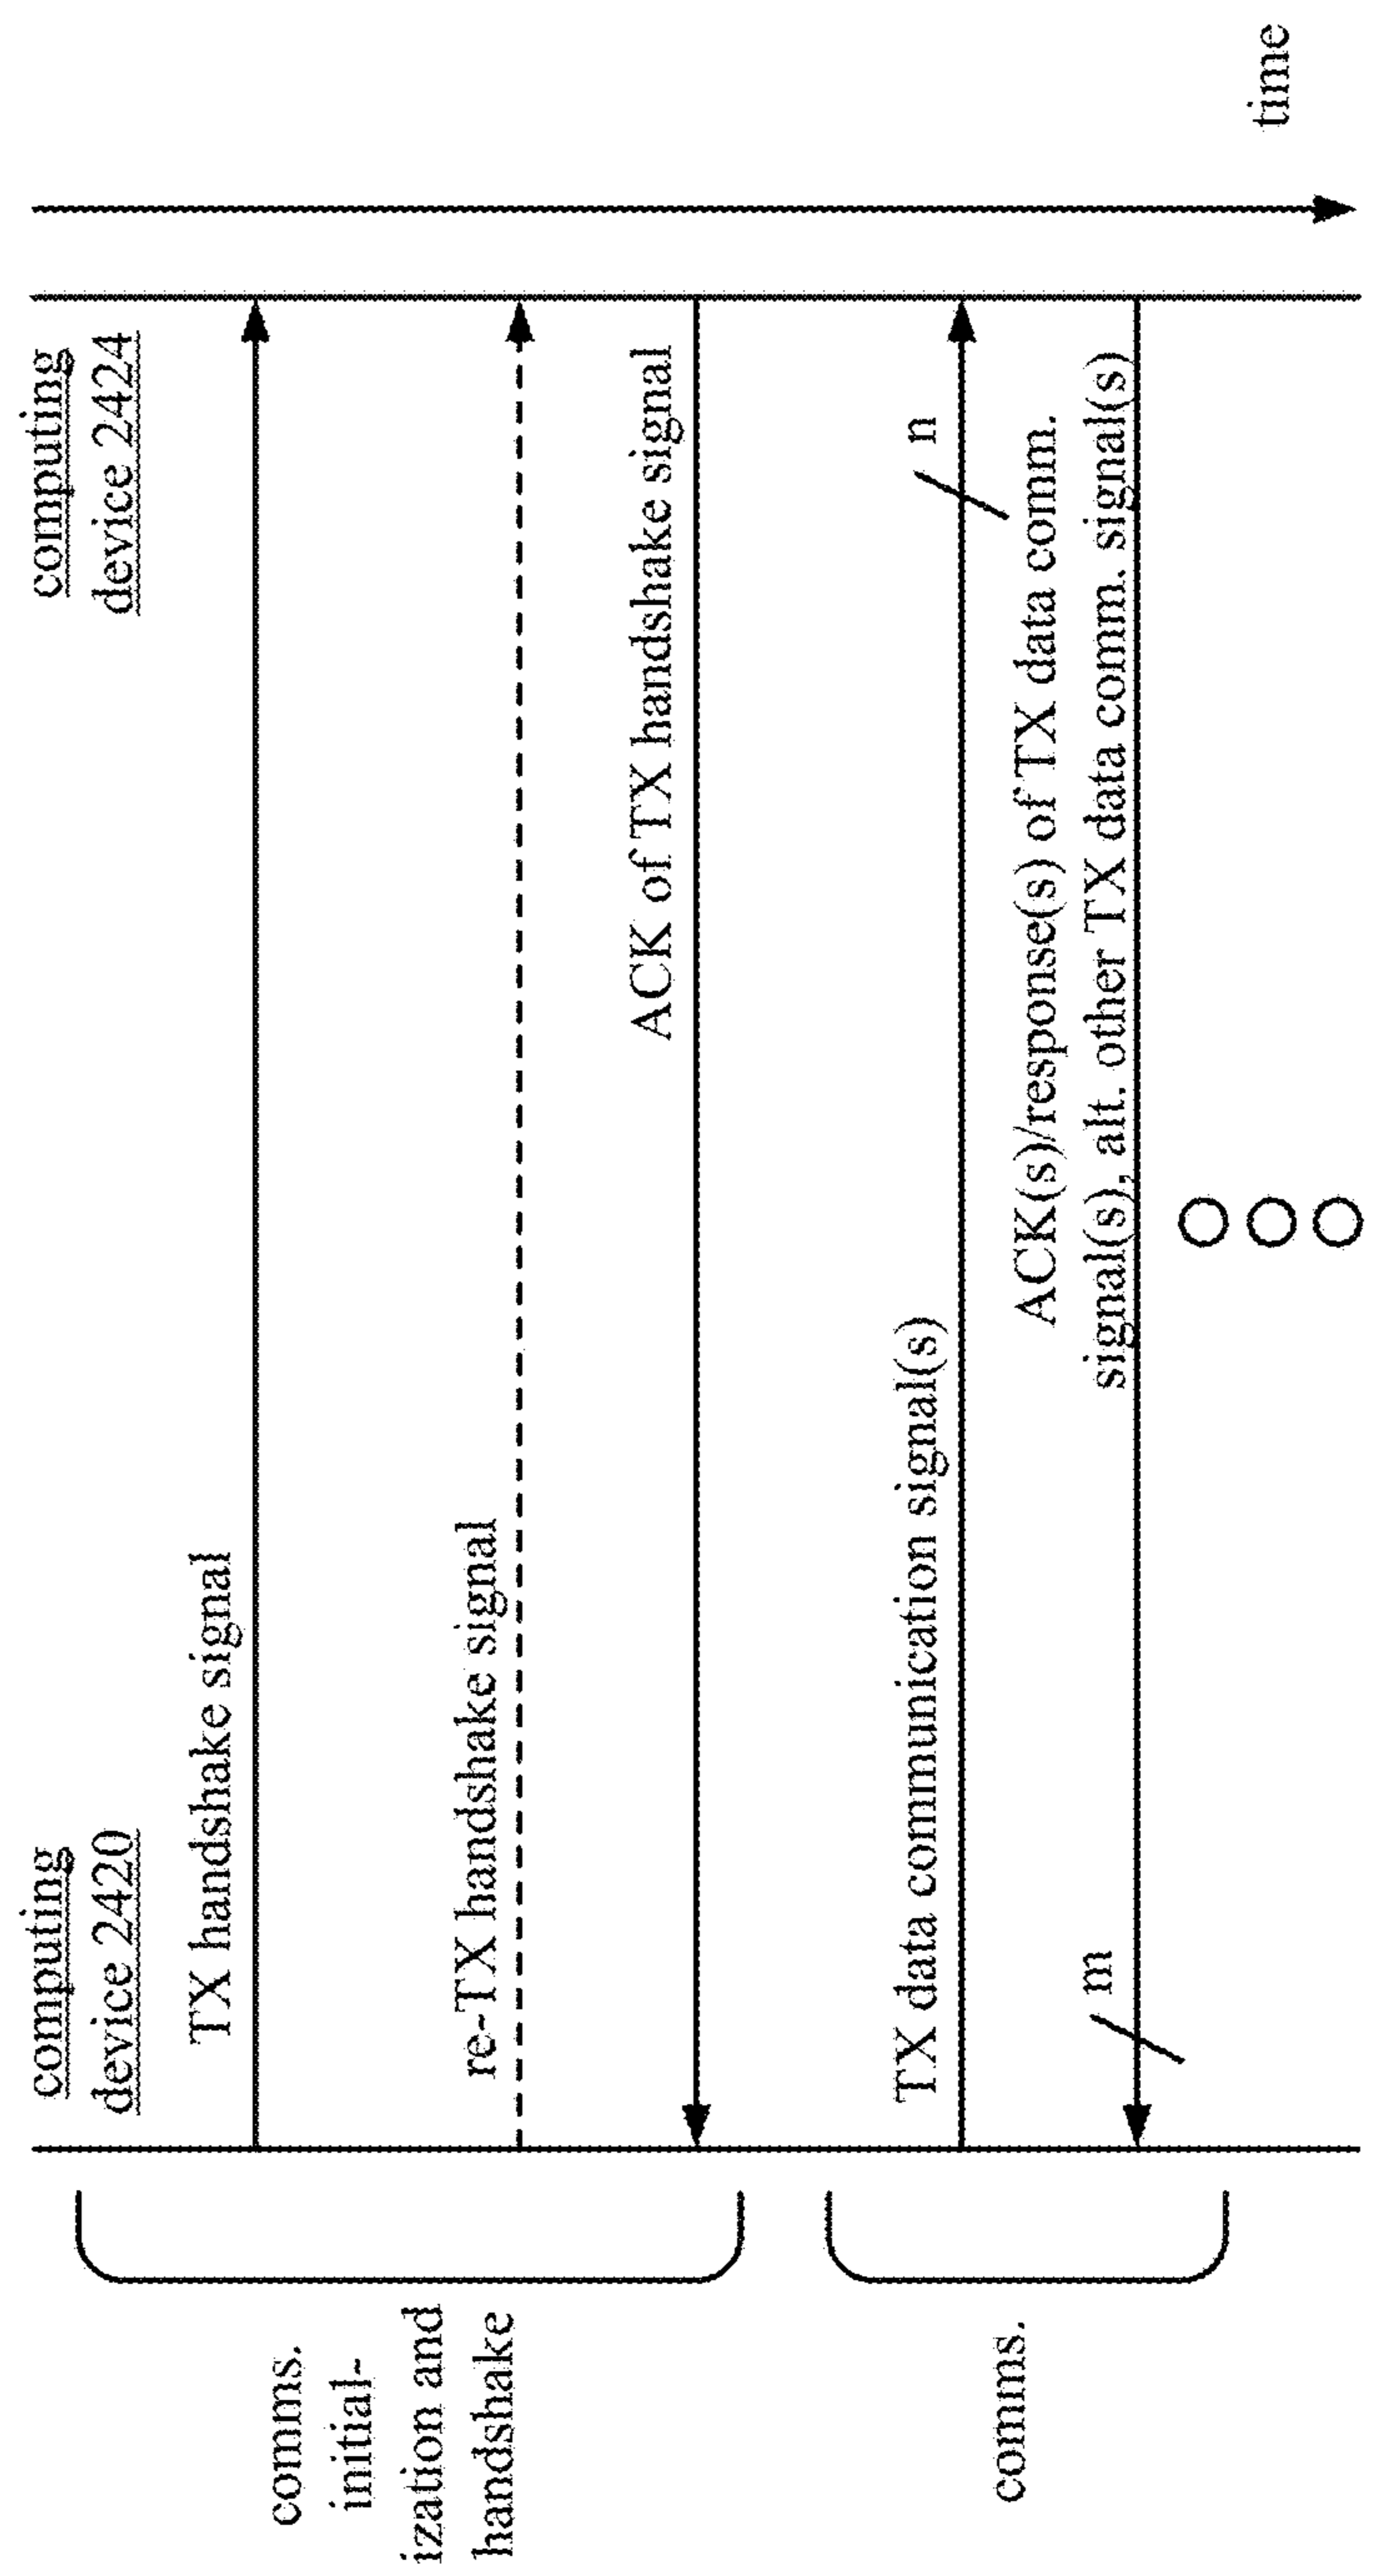 computing
device 2420
computing
device 2424
TX handshake signal
comms.
initial-
ization and
handshake
re-TX handshake signal
ACK of TX handshake signal
TX data communication signal(s)
n
comms.
ACK(s)/response(s) of TX data comm.
signal(s), alt. other TX data comm. signal(s)
m
time